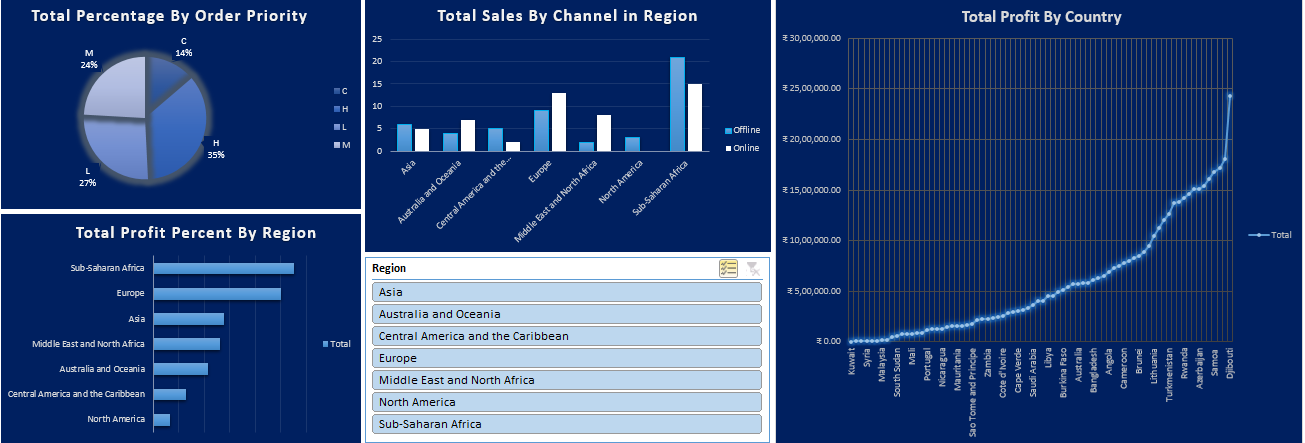 Total Percentage By Order Priority
C
14%
M
24%
H
35%
L
27%
C
H
L
M
Total Profit Percent By Region
Sub-Saharan Africa
Europe
Asia
Middle East and North Africa
Australia and Oceania
Central America and the Caribbean
North America
Total
Total Sales By Channel in Region
25
20
15
10
5
0
Asia
Australia and Oceania
Central America and the...
Europe
Middle East and North Africa
North America
Sub-Saharan Africa
Offline
Online
Region
Asia
Australia and Oceania
Central America and the Caribbean
Europe
Middle East and North Africa
North America
Sub-Saharan Africa
Total Profit By Country
₹ 30,00,000.00
₹ 25,00,000.00
₹ 20,00,000.00
₹ 15,00,000.00
₹ 10,00,000.00
₹ 5,00,000.00
₹ 0.00
Kuwait
Syria
Malaysia
South Sudan
Mali
Portugal
Nicaragua
Mauritania
Sao Tome and Principe
Zambia
Cote d'Ivoire
Cape Verde
Saudi Arabia
Libya
Burkina Faso
Australia
Bangladesh
Angola
Cameroon
Brunei
Lithuania
Turkmenistan
Rwanda
Azerbaijan
Samoa
Djibouti
Total